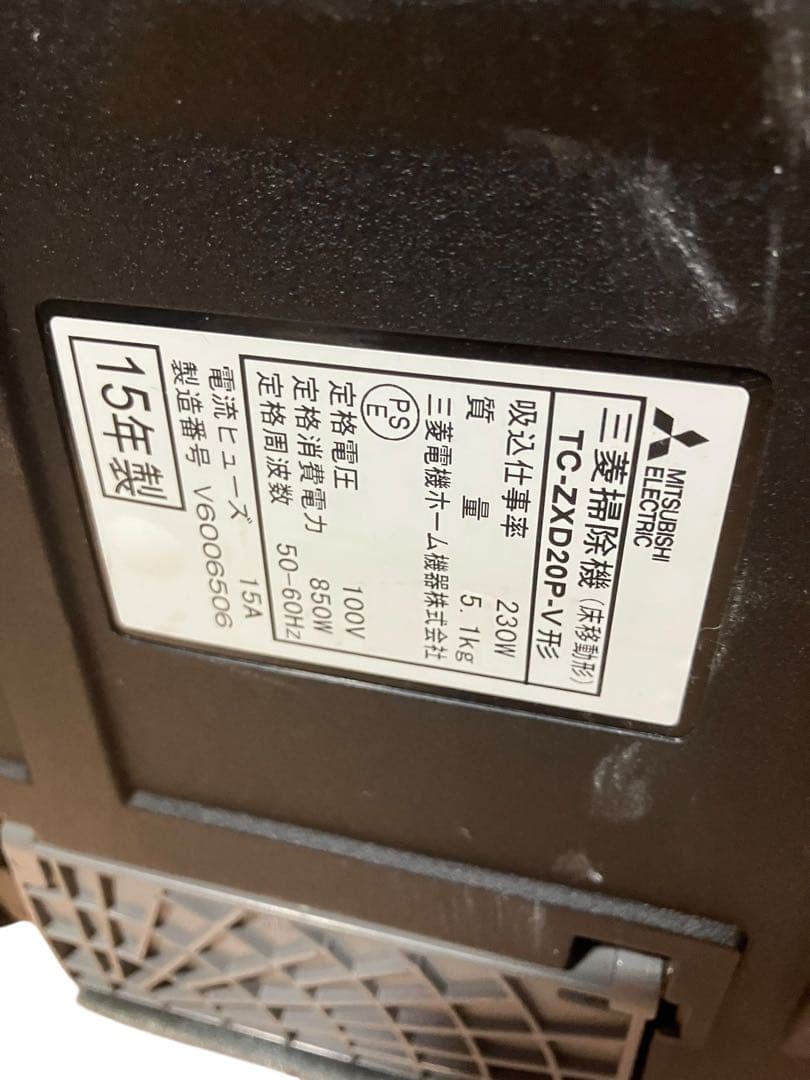 MITSUBISHI
ELECTRIC
三菱掃除機(床移動形)
TC-ZXD20P-V形
吸込仕事率 230W
質量 5.1kg
三菱電機ホーム機器株式会社
PS
E
定格電圧 100V
定格消費電力 850W
定格周波数 50-60Hz
電流ヒューズ 15A
製造番号 V6006506
15年製